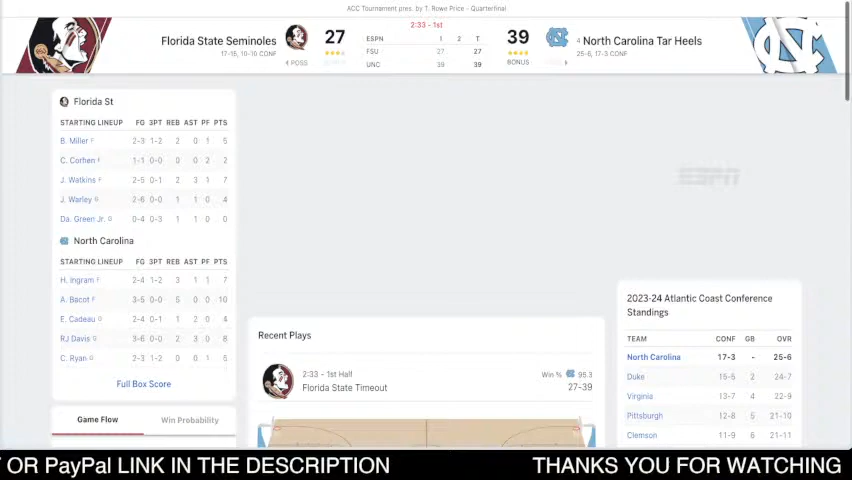 ACC Tournament pres. by T. Rowe Price - Quarterfinal
Florida State Seminoles
17-15, 10-10 CONF
27
POSS
2:33 - 1st
ESPN 1 2 T
FSU 27 27
UNC 39 39
39
BONUS
4 North Carolina Tar Heels
25-6, 17-3 CONF
Florida St
STARTING LINEUP FG 3PT REB AST PF PTS
B. Miller F 2-3 1-2 2 0 1 5
C. Corhen F 1-1 0-0 0 0 2 2
J. Watkins F 2-5 0-1 2 3 1 7
J. Warley G 2-6 0-0 1 1 0 4
Da. Green Jr. G 0-4 0-3 1 1 0 0
North Carolina
STARTING LINEUP FG 3PT REB AST PF PTS
H. Ingram F 2-4 1-2 3 1 1 7
A. Bacot F 3-5 0-0 5 0 0 10
E. Cadeau G 2-4 0-1 1 2 0 4
RJ Davis G 3-6 0-0 2 3 0 8
C. Ryan G 2-3 1-2 0 0 1 5
Full Box Score
Game Flow
Win Probability
ESPN
Recent Plays
2:33 - 1st Half
Florida State Timeout
Win % 95.3
27-39
2023-24 Atlantic Coast Conference
Standings
TEAM CONF GB OVR
North Carolina 17-3 - 25-6
Duke 15-5 2 24-7
Virginia 13-7 4 22-9
Pittsburgh 12-8 5 21-10
Clemson 11-9 6 21-11
OR PayPal LINK IN THE DESCRIPTION
THANKS YOU FOR WATCHING